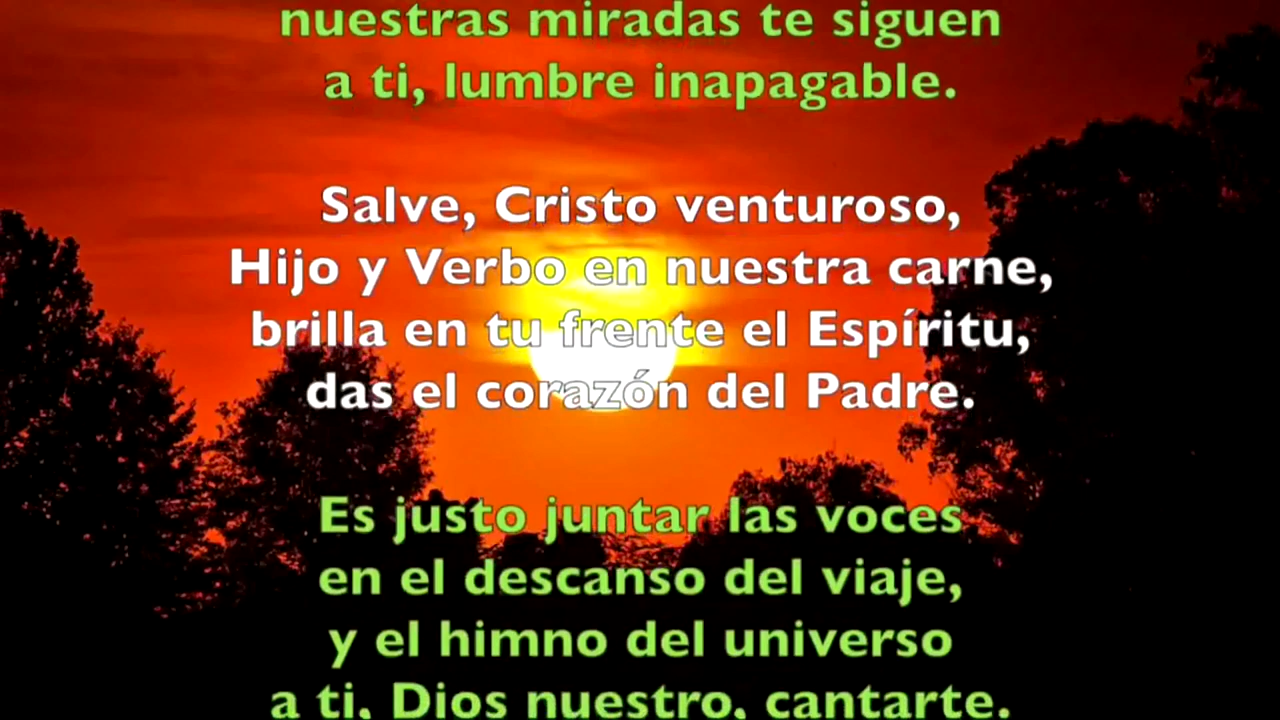 nuestras miradas te siguen
a ti, lumbre inapagable.
Salve, Cristo venturoso,
Hijo y Verbo en nuestra carne,
brilla en tu frente el Espíritu,
das el corazón del Padre.
Es justo juntar las voces
en el descanso del viaje,
y el himno del universo
a ti, Dios nuestro, cantarte.